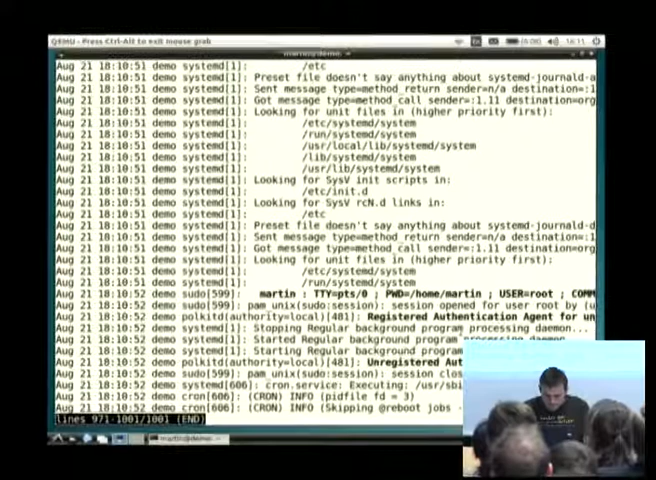 QEMU - Press Ctrl-Alt to exit mouse grab
Aug 21 18:10:51 demo systemd[1]: /etc
Aug 21 18:10:51 demo systemd[1]: Preset file doesn't say anything about systemd-journald-a
Aug 21 18:10:51 demo systemd[1]: Sent message type=method_return sender=n/a destination=:1
Aug 21 18:10:51 demo systemd[1]: Got message type=method_call sender=:1.11 destination=org
Aug 21 18:10:51 demo systemd[1]: Looking for unit files in (higher priority first):
Aug 21 18:10:51 demo systemd[1]: /etc/systemd/system
Aug 21 18:10:51 demo systemd[1]: /run/systemd/system
Aug 21 18:10:51 demo systemd[1]: /usr/local/lib/systemd/system
Aug 21 18:10:51 demo systemd[1]: /lib/systemd/system
Aug 21 18:10:51 demo systemd[1]: /usr/lib/systemd/system
Aug 21 18:10:51 demo systemd[1]: Looking for SysV init scripts in:
Aug 21 18:10:51 demo systemd[1]: /etc/init.d
Aug 21 18:10:51 demo systemd[1]: Looking for SysV rcN.d links in:
Aug 21 18:10:51 demo systemd[1]: /etc
Aug 21 18:10:51 demo systemd[1]: Preset file doesn't say anything about systemd-journald-d
Aug 21 18:10:51 demo systemd[1]: Sent message type=method_return sender=n/a destination=:1
Aug 21 18:10:51 demo systemd[1]: Got message type=method_call sender=:1.11 destination=org
Aug 21 18:10:51 demo systemd[1]: Looking for unit files in (higher priority first):
Aug 21 18:10:51 demo systemd[1]: /etc/systemd/system
Aug 21 18:10:51 demo systemd[1]: /run/systemd/system
Aug 21 18:10:52 demo sudo[599]: martin : TTY=pts/0 ; PWD=/home/martin ; USER=root ; COMM
Aug 21 18:10:52 demo sudo[599]: pam_unix(sudo:session): session opened for user root by (u
Aug 21 18:10:52 demo polkitd(authority=local)[481]: Registered Authentication Agent for un
Aug 21 18:10:52 demo systemd[1]: Stopping Regular background program processing daemon...
Aug 21 18:10:52 demo systemd[1]: Started Regular background program processing daemon.
Aug 21 18:10:52 demo systemd[1]: Starting Regular background program
Aug 21 18:10:52 demo polkitd(authority=local)[481]: Unregistered Aut
Aug 21 18:10:52 demo sudo[599]: pam_unix(sudo:session): session clos
Aug 21 18:10:52 demo systemd[606]: cron.service: Executing: /usr/sbi
Aug 21 18:10:52 demo cron[606]: (CRON) INFO (pidfile fd = 3)
Aug 21 18:10:52 demo cron[606]: (CRON) INFO (Skipping @reboot jobs -
lines 971-1001/1001 (END)